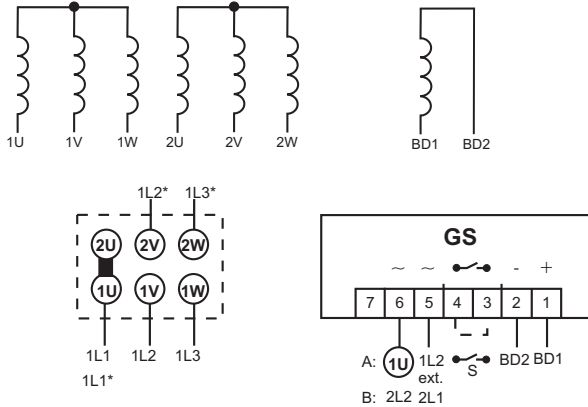 1U 1V 1W 2U 2V 2W BD1 BD2
1L2* 1L3*
2U 2V 2W
1U 1V 1W
1L1 1L2 1L3
1L1*
GS
~ ~ - +
7 6 5 4 3 2 1
A: 1U 1L2 S BD2 BD1
ext.
B: 2L2 2L1